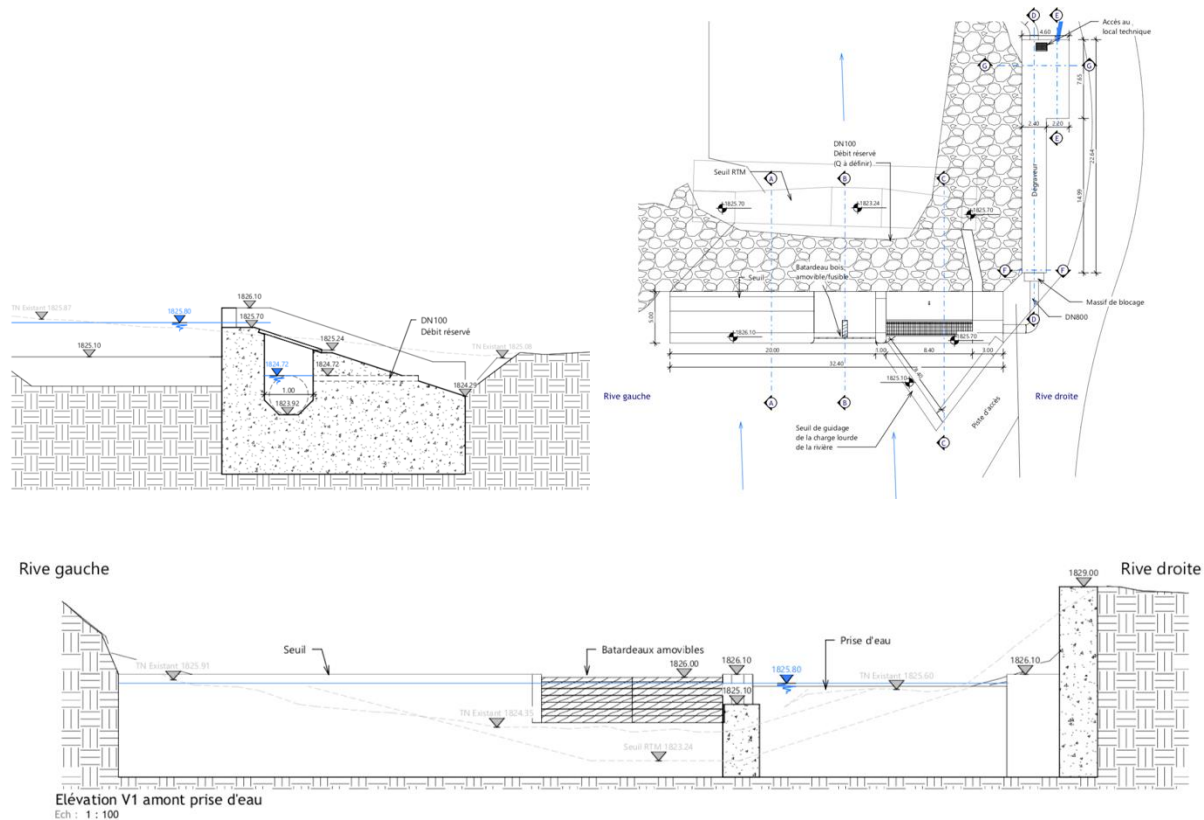 TN Existant 1825.87
1825.80
1826.10
1825.70
1825.10
1825.24
DN100
Débit réservé
TN Existant 1825.08
1824.72
1824.72
1.00
1823.92
1824.29
D
E
Accès au
local technique
4.60
G
G
7.65
2.40
2.20
E
22.64
DN100
Débit réservé
(Q à définir)
Seuil RTM
A
B
C
Dégraveur
14.99
1825.70
1823.24
1825.70
Batardeau bois
amovible/fusible
Seuil
F
F
Massif de blocage
DN800
D
5.00
1826.10
1825.70
20.00
1.00
8.40
3.00
32.40
1825.10
Rive gauche
Rive droite
Piste d'accès
A
B
C
Seuil de guidage
de la charge lourde
de la rivière
Rive gauche
Rive droite
1829.00
Seuil
Batardeaux amovibles
Prise d'eau
TN Existant 1825.91
1826.00
1826.10
1825.80
TN Existant 1825.60
1826.10
1825.10
TN Existant 1824.35
Seuil RTM 1823.24
Elévation V1 amont prise d'eau
Ech : 1 : 100